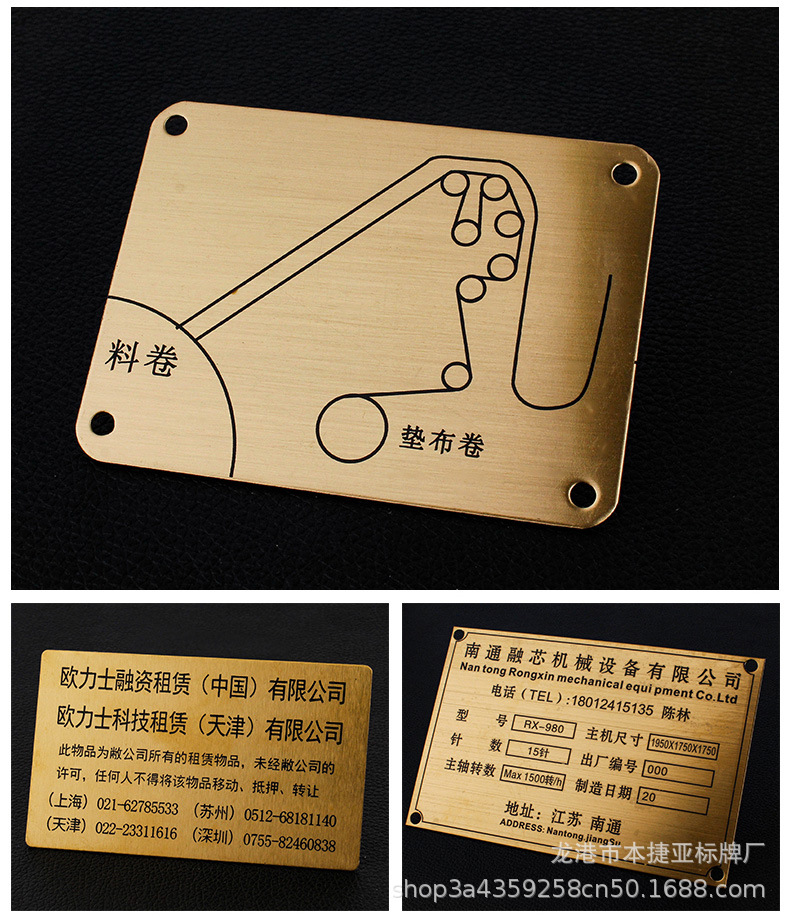 料卷
垫布卷
欧力士融资租赁（中国）有限公司
欧力士科技租赁（天津）有限公司
此物品为敝公司所有的租赁物品，未经敝公司的
许可，任何人不得将该物品移动、抵押、转让
（上海）021-62785533 （苏州）0512-68181140
（天津）022-23311616 （深圳）0755-82460838
南通融芯机械设备有限公司
Nan tong Rongxin mechanical equi pment Co.Ltd
电话（TEL）:18012415135 陈林
型 号 RX-980 主机尺寸 1950X1750X1750
针 数 15针 出厂编号 000
主轴转数 Max 1500转/h 制造日期 20
地址：江苏 南通
ADDRESS: Nantong.jiangSu
龙港市本捷亚标牌厂
shop3a4359258cn50.1688.com